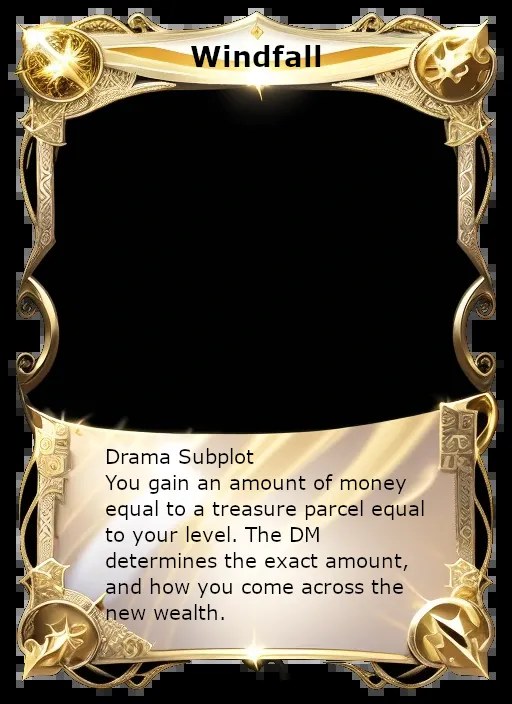 Windfall
Drama Subplot
You gain an amount of money
equal to a treasure parcel equal
to your level. The DM
determines the exact amount,
and how you come across the
new wealth.